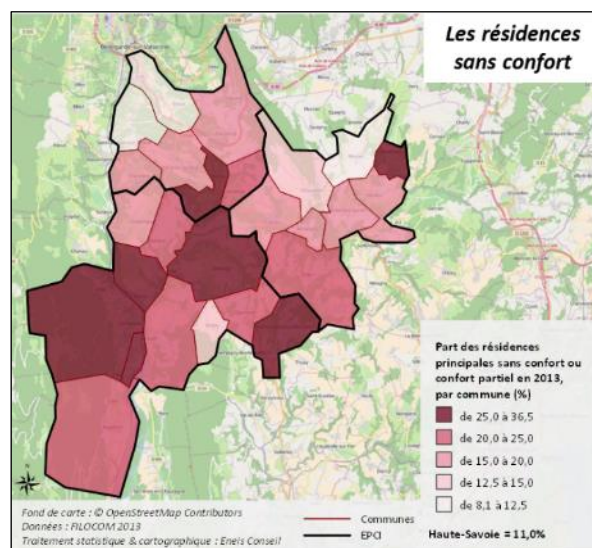 Les résidences
sans confort
Part des résidences
principales sans confort ou
confort partiel en 2013,
par commune (%)
de 25,0 à 36,5
de 20,0 à 25,0
de 15,0 à 20,0
de 12,5 à 15,0
de 8,1 à 12,5
Fond de carte : © OpenStreetMap Contributors
Données : FILOCOM 2013
Traitement statistique & cartographique : Eneis Conseil
Communes
EPCI
Haute-Savoie = 11,0%